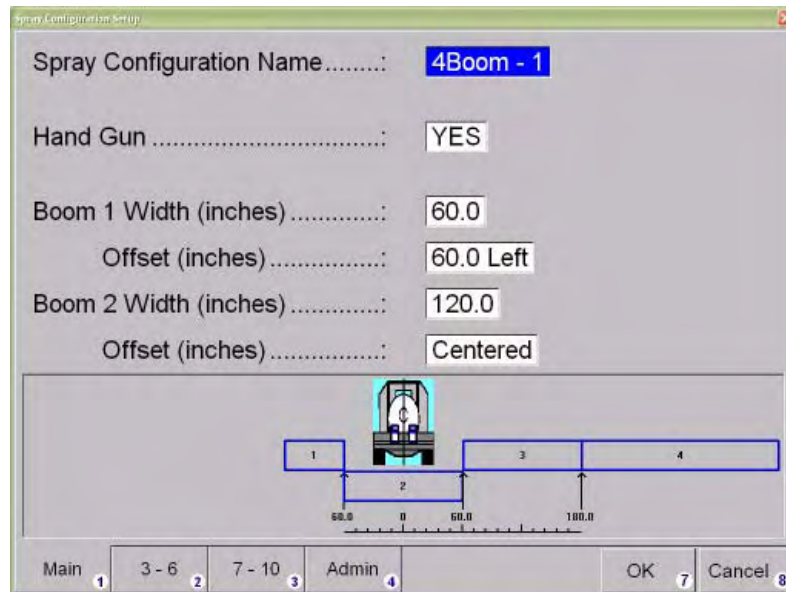 Spray Configuration Setup
Spray Configuration Name........: 4Boom - 1
Hand Gun ..................................: YES
Boom 1 Width (inches) .............: 60.0
Offset (inches) ................: 60.0 Left
Boom 2 Width (inches) .............: 120.0
Offset (inches) ................: Centered
C
1 3 4
2
60.0 0 60.0 180.0
Main 1 3 - 6 2 7 - 10 3 Admin 4 OK 7 Cancel 8